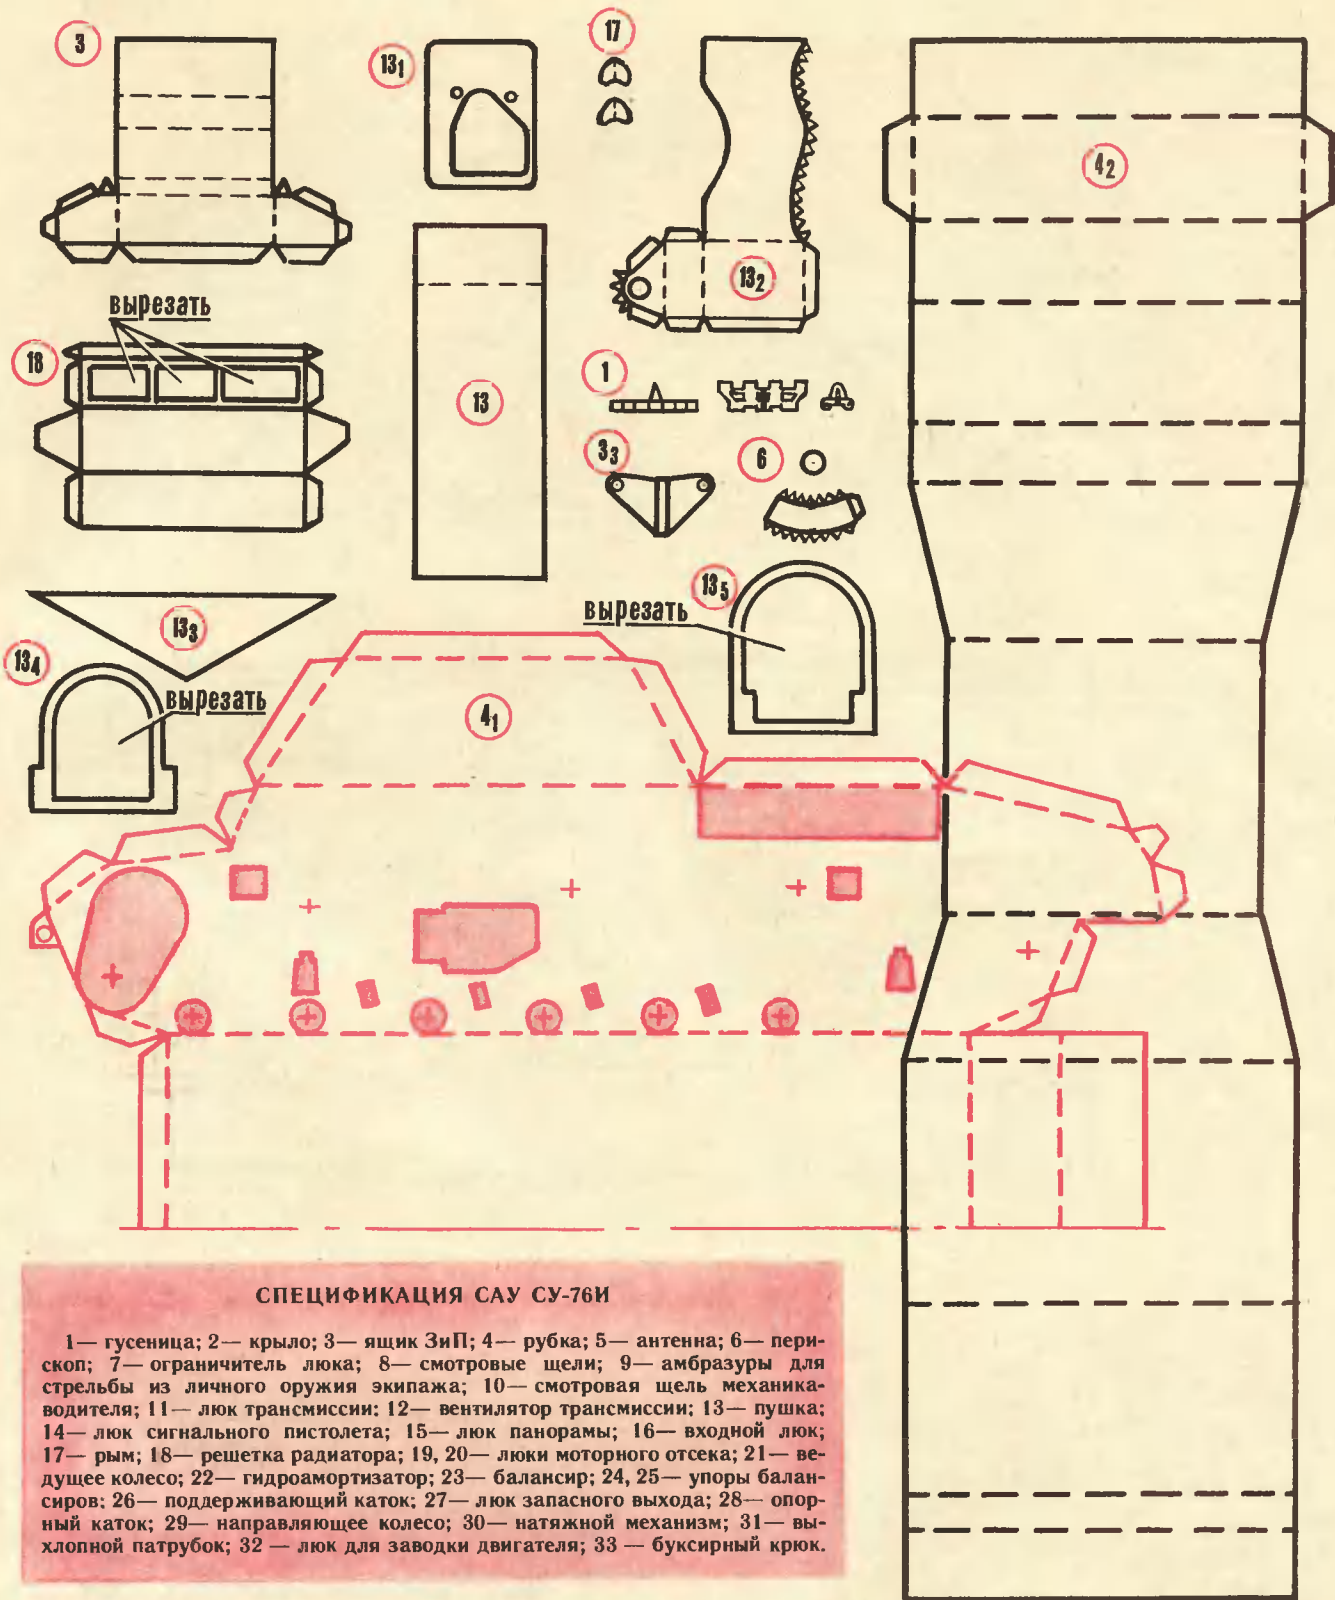 3
13₁
17
4₂
13₂
вырезать
18
13
1
3₃
6
13₅
вырезать
13₃
13₄
вырезать
4₁
СПЕЦИФИКАЦИЯ САУ СУ-76И
1— гусеница; 2— крыло; 3— ящик ЗиП; 4— рубка; 5— антенна; 6— пери-
скоп; 7— ограничитель люка; 8— смотровые щели; 9— амбразуры для
стрельбы из личного оружия экипажа; 10— смотровая щель механика-
водителя; 11— люк трансмиссии: 12— вентилятор трансмиссии; 13— пушка;
14— люк сигнального пистолета; 15— люк панорамы; 16— входной люк;
17— рым; 18— решетка радиатора; 19, 20— люки моторного отсека; 21— ве-
дущее колесо; 22— гидроамортизатор; 23— балансир; 24, 25— упоры балан-
сиров; 26— поддерживающий каток; 27— люк запасного выхода; 28— опор-
ный каток; 29— направляющее колесо; 30— натяжной механизм; 31— вы-
хлопной патрубок; 32 — люк для заводки двигателя; 33 — буксирный крюк.